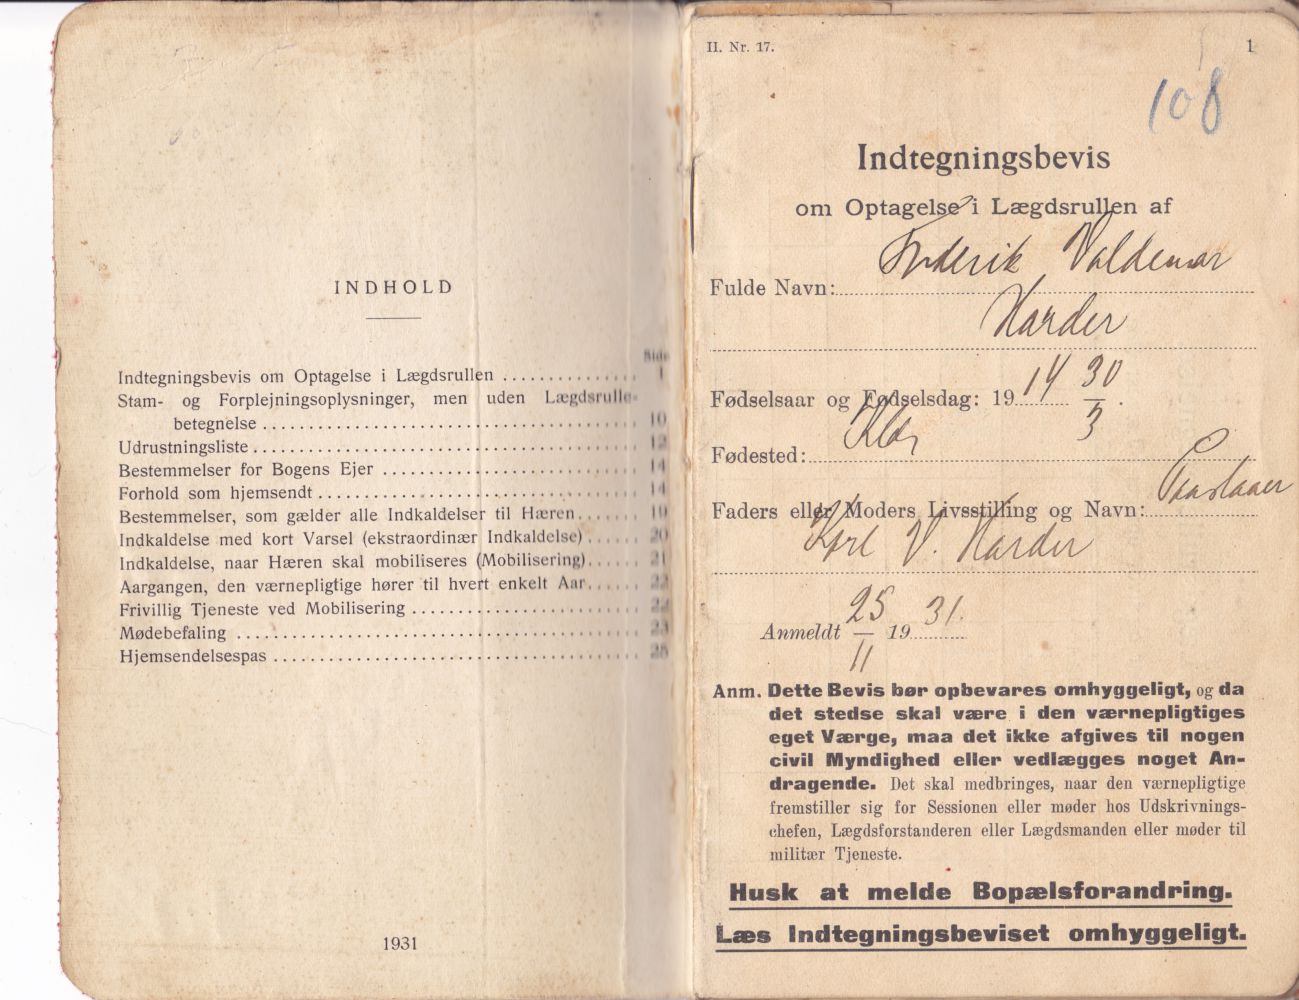 INDHOLD
Side
Indtegningsbevis om Optagelse i Lægdsrullen . . . . . . . . . . . . . . . 1
Stam- og Forplejningsoplysninger, men uden Lægdsrulle-
betegnelse . . . . . . . . . . . . . . . . . . . . . . . . . . . . . . . . . . . . . . . . 10
Udrustningsliste . . . . . . . . . . . . . . . . . . . . . . . . . . . . . . . . . . . . . . . . . 12
Bestemmelser for Bogens Ejer . . . . . . . . . . . . . . . . . . . . . . . . . . . 14
Forhold som hjemsendt . . . . . . . . . . . . . . . . . . . . . . . . . . . . . . . . . . 14
Bestemmelser, som gælder alle Indkaldelser til Hæren . . . . . . . 19
Indkaldelse med kort Varsel (ekstraordinær Indkaldelse) . . . . . . 20
Indkaldelse, naar Hæren skal mobiliseres (Mobilisering) . . . . . . 21
Aargangen, den værnepligtige hører til hvert enkelt Aar . . . . . . 22
Frivillig Tjeneste ved Mobilisering . . . . . . . . . . . . . . . . . . . . . . . . 22
Mødebefaling . . . . . . . . . . . . . . . . . . . . . . . . . . . . . . . . . . . . . . . . . . 23
Hjemsendelsespas . . . . . . . . . . . . . . . . . . . . . . . . . . . . . . . . . . . . . . 25
1931
II. Nr. 17. 1
108
Indtegningsbevis
om Optagelse i Lægdsrullen af
Fulde Navn: Frederik Valdemar
Harder
Fødselsaar og Fødselsdag: 1914 30/3.
Fødested:
Faders eller Moders Livsstilling og Navn:
Karl V. Harder
Anmeldt 25/11 1931.
Anm. Dette Bevis bør opbevares omhyggeligt, og da
det stedse skal være i den værnepligtiges
eget Værge, maa det ikke afgives til nogen
civil Myndighed eller vedlægges noget An-
dragende. Det skal medbringes, naar den værnepligtige
fremstiller sig for Sessionen eller møder hos Udskrivnings-
chefen, Lægdsforstanderen eller Lægdsmanden eller møder til
militær Tjeneste.
Husk at melde Bopælsforandring.
Læs Indtegningsbeviset omhyggeligt.